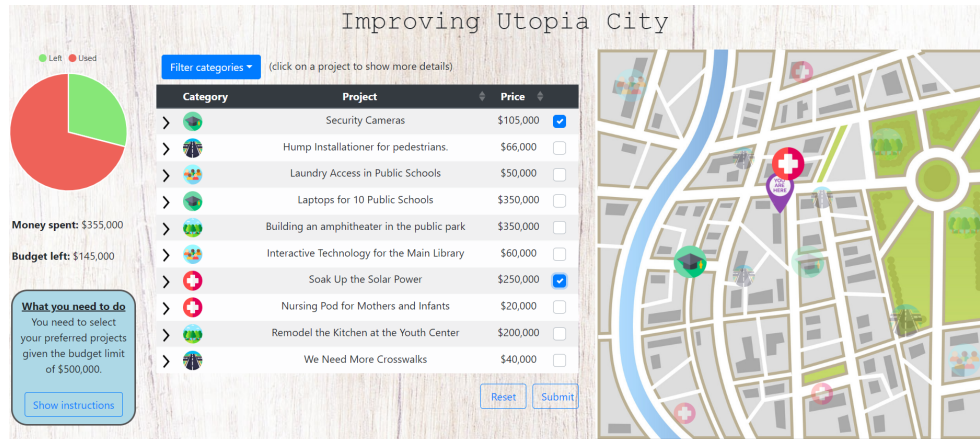 Improving Utopia City
Left Used
Filter categories (click on a project to show more details)
Category Project Price
Security Cameras $105,000
Hump Installationer for pedestrians. $66,000
Laundry Access in Public Schools $50,000
Laptops for 10 Public Schools $350,000
Building an amphitheater in the public park $350,000
Interactive Technology for the Main Library $60,000
Soak Up the Solar Power $250,000
Nursing Pod for Mothers and Infants $20,000
Remodel the Kitchen at the Youth Center $200,000
We Need More Crosswalks $40,000
Reset Submit
Money spent: $355,000
Budget left: $145,000
What you need to do
You need to select
your preferred projects
given the budget limit
of $500,000.
Show instructions
YOU
ARE
HERE